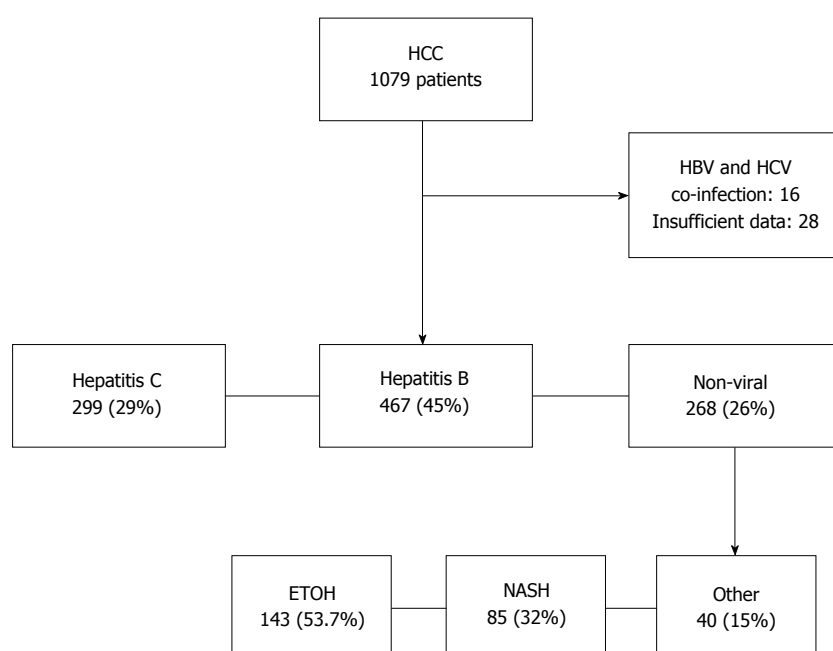 HCC
1079 patients
HBV and HCV
co-infection: 16
Insufficient data: 28
Hepatitis C
299 (29%)
Hepatitis B
467 (45%)
Non-viral
268 (26%)
ETOH
143 (53.7%)
NASH
85 (32%)
Other
40 (15%)